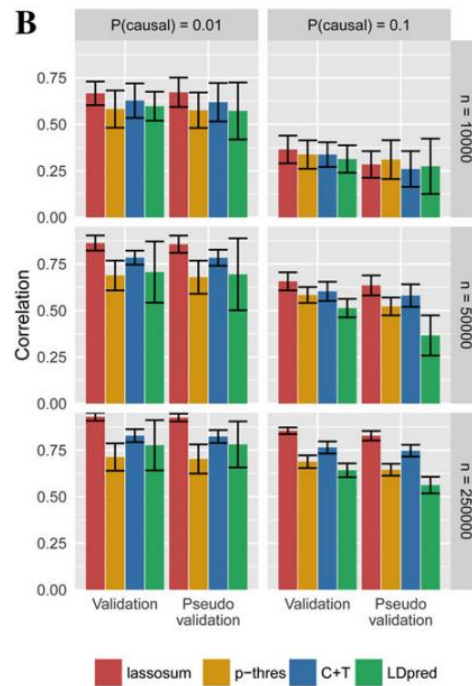 B
P(causal) = 0.01
P(causal) = 0.1
0.75
0.50
0.25
0.00
n = 10000
0.75
0.50
0.25
0.00
n = 50000
0.75
0.50
0.25
0.00
n = 250000
Correlation
Validation
Pseudo
validation
Validation
Pseudo
validation
lassosum
p-thres
C+T
LDpred